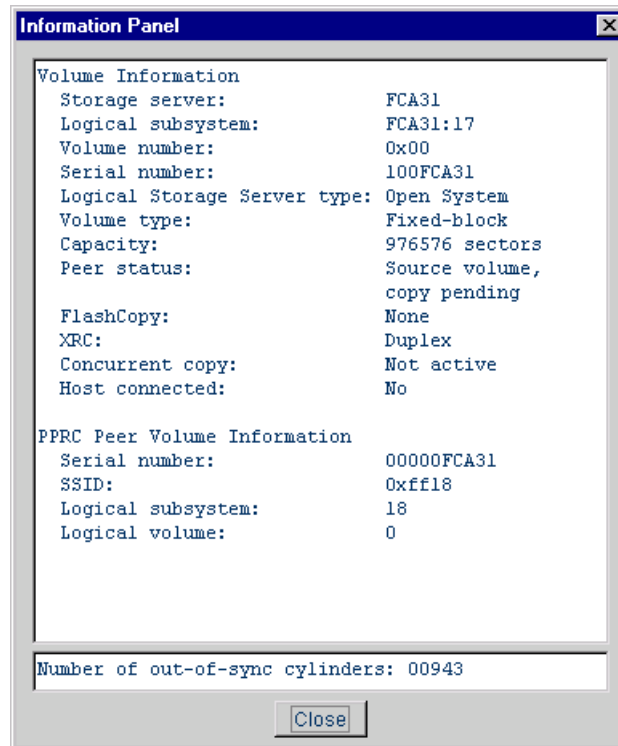 Information Panel
Volume Information
Storage server: FCA31
Logical subsystem: FCA31:17
Volume number: 0x00
Serial number: 100FCA31
Logical Storage Server type: Open System
Volume type: Fixed-block
Capacity: 976576 sectors
Peer status: Source volume,
copy pending
FlashCopy: None
XRC: Duplex
Concurrent copy: Not active
Host connected: No
PPRC Peer Volume Information
Serial number: 00000FCA31
SSID: 0xff18
Logical subsystem: 18
Logical volume: 0
Number of out-of-sync cylinders: 00943
Close